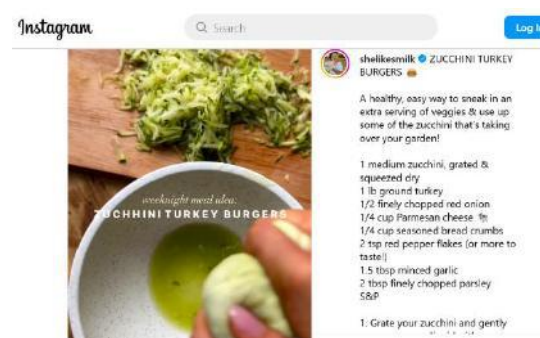 Instagram
Search
Log I
shelikesmilk ZUCCHINI TURKEY
BURGERS 🍔
A healthy, easy way to sneak in an
extra serving of veggies & use up
some of the zucchini that's taking
over your garden!
1 medium zucchini, grated &
squeezed dry
1 lb ground turkey
1/2 finely chopped red onion
1/4 cup Parmesan cheese
1/4 cup seasoned bread crumbs
2 tsp red pepper flakes (or more to
taste!)
1.5 tbsp minced garlic
2 tbsp finely chopped parsley
S&P
1. Grate your zucchini and gently
weeknight meal idea:
ZUCHHINI TURKEY BURGERS